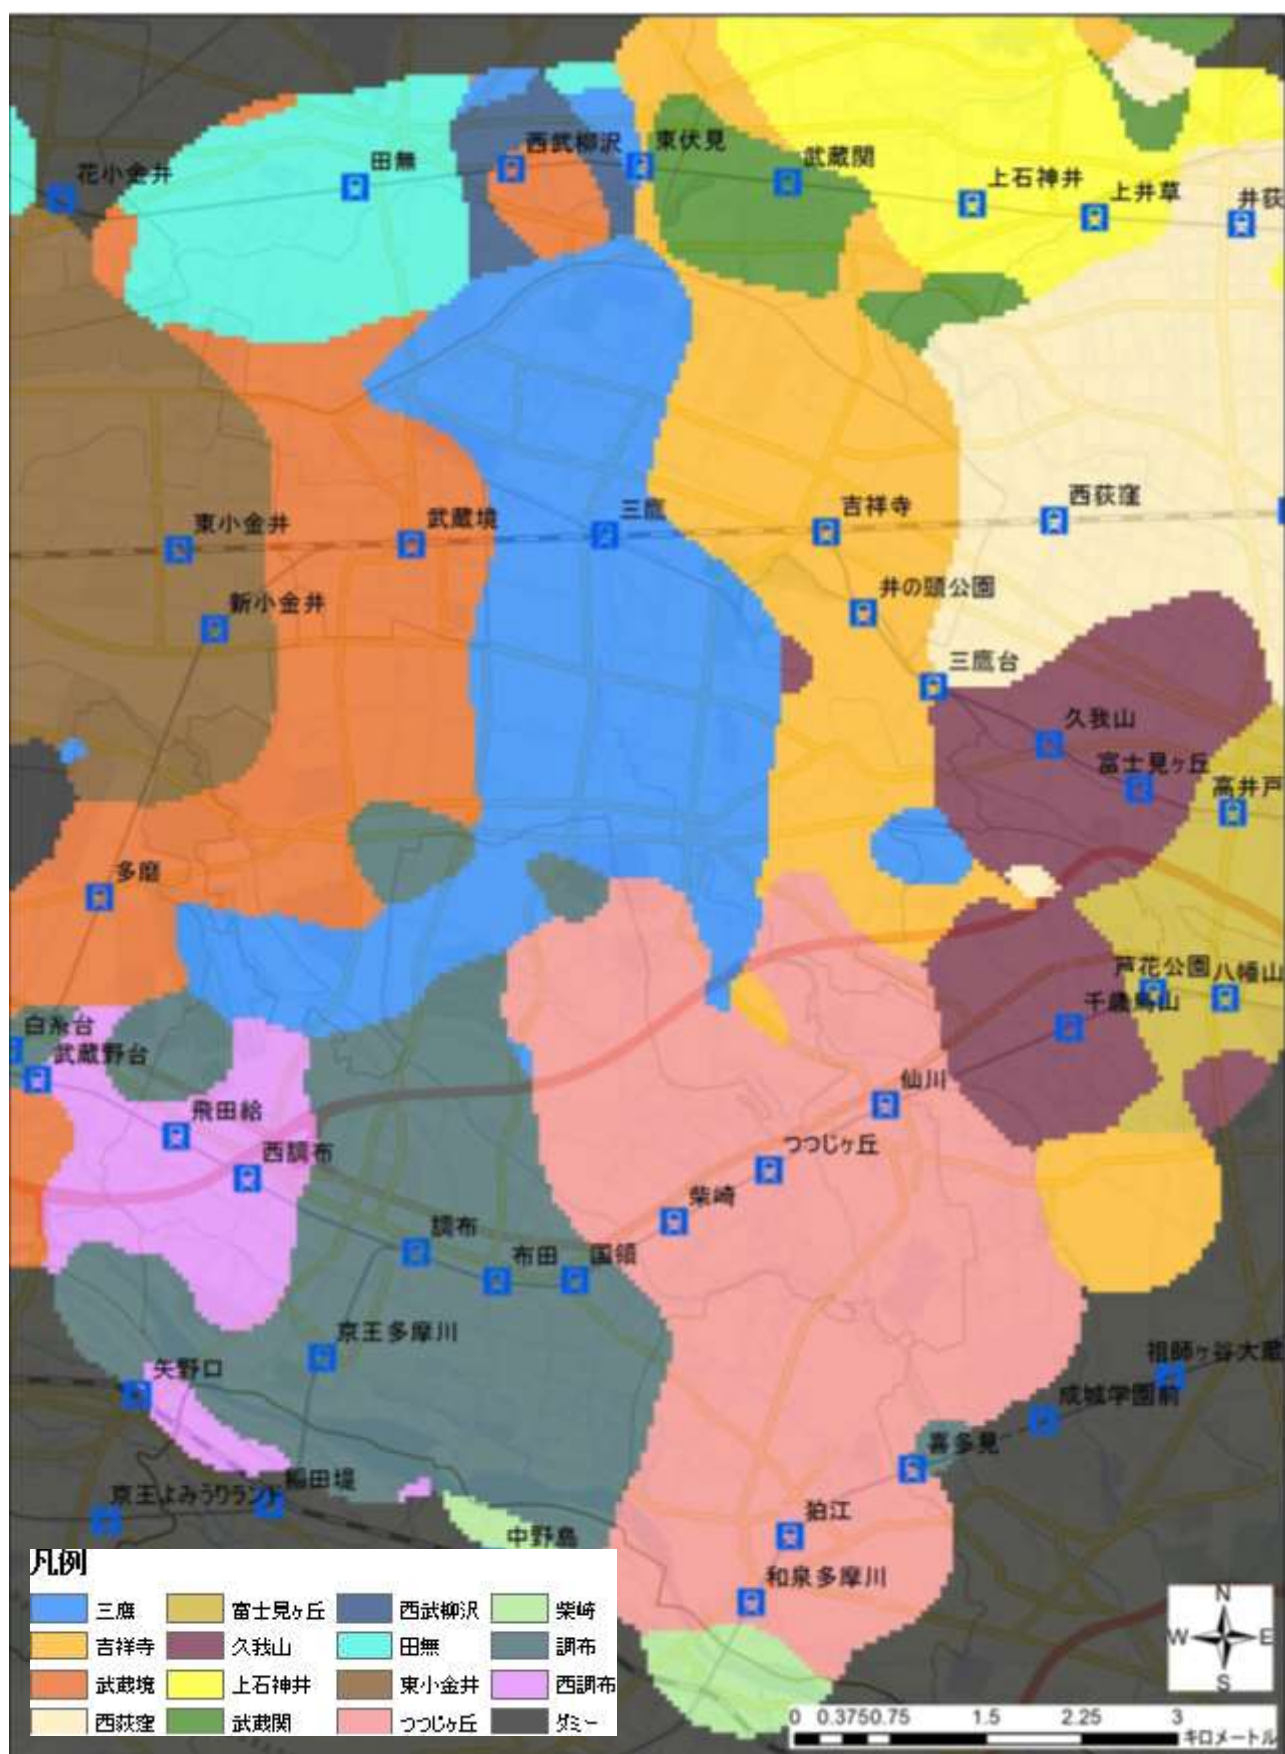 西武柳沢
東伏見
武蔵関
花小金井
田無
上石神井
上井草
井荻
東小金井
武蔵境
三鷹
吉祥寺
西荻窪
新小金井
井の頭公園
三鷹台
久我山
富士見ヶ丘
高井戸
多磨
芦花公園
八幡山
千歳烏山
白糸台
武蔵野台
飛田給
西調布
仙川
つつじヶ丘
柴崎
調布
布田
国領
京王多摩川
矢野口
祖師ヶ谷大蔵
成城学園前
喜多見
稲田堤
京王よみうりランド
中野島
狛江
和泉多摩川
凡例
三鷹 富士見ヶ丘 西武柳沢 柴崎
吉祥寺 久我山 田無 調布
武蔵境 上石神井 東小金井 西調布
西荻窪 武蔵関 つつじヶ丘 ダミー
N
W E
S
0 0.375 0.75 1.5 2.25 3
キロメートル